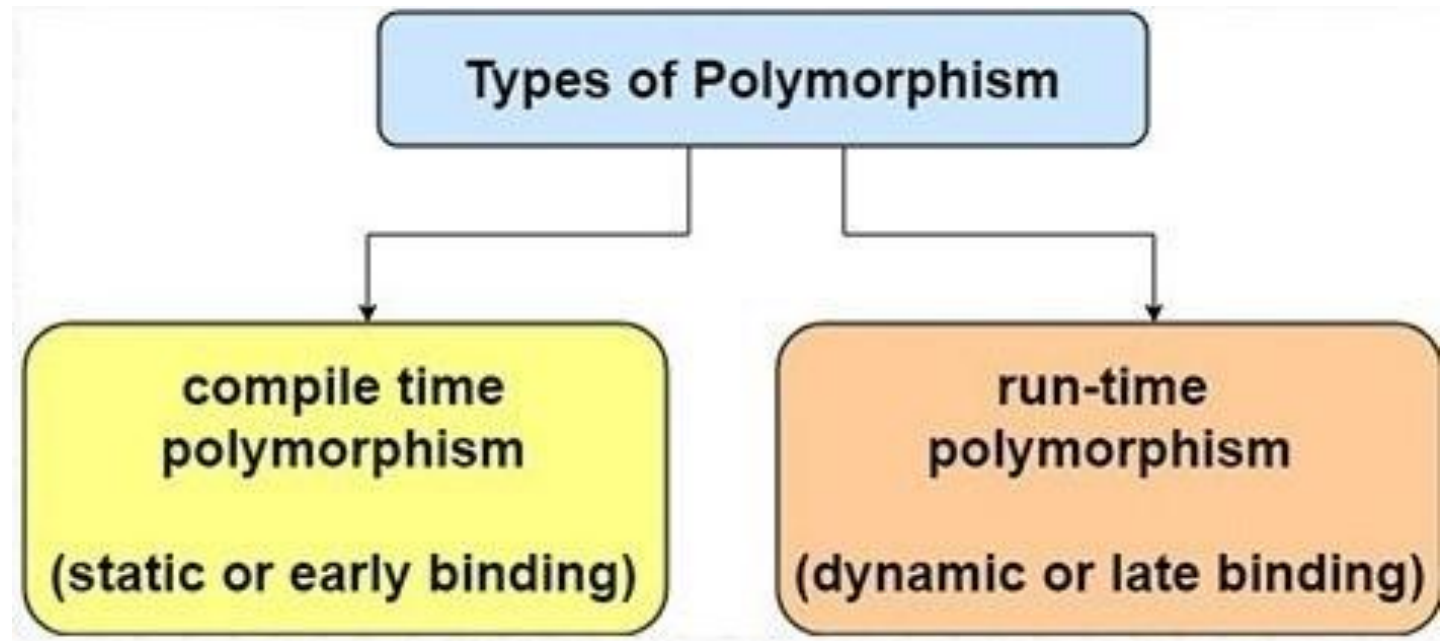 Types of Polymorphism
compile time
polymorphism
(static or early binding)
run-time
polymorphism
(dynamic or late binding)